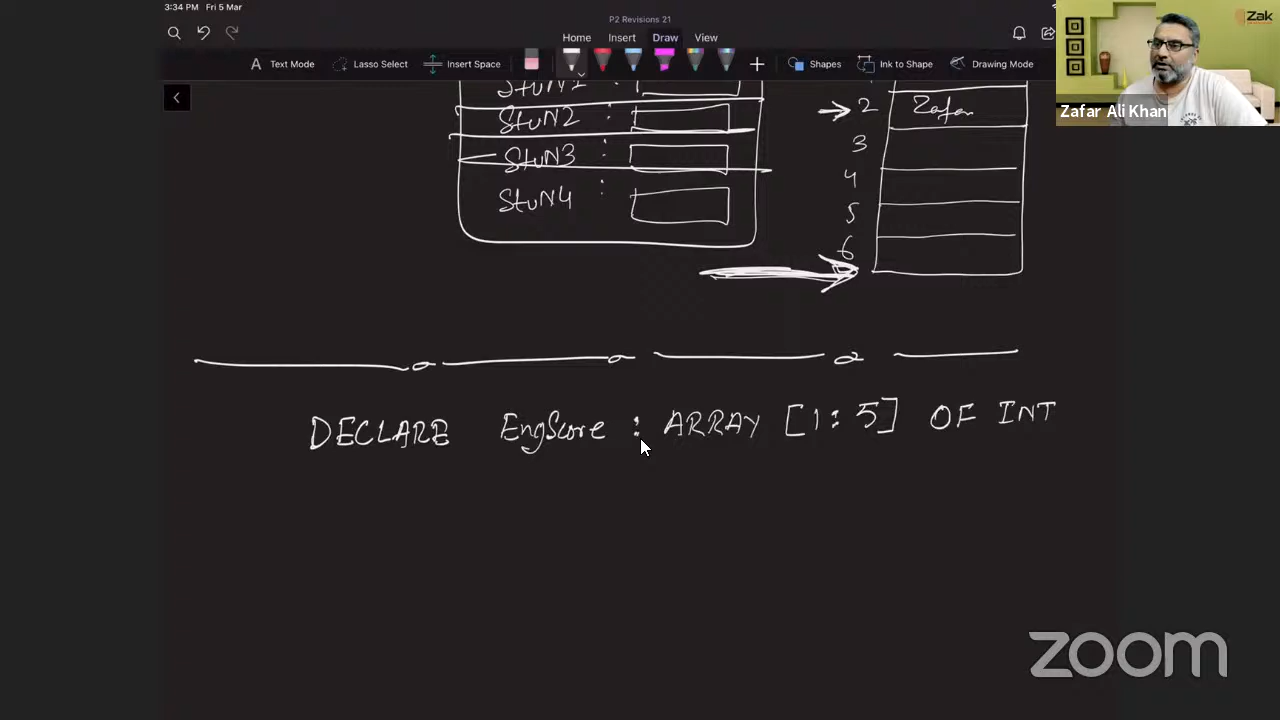 3:34 PM Fri 5 Mar
P2 Revisions 21
Home Insert Draw View
Text Mode Lasso Select Insert Space Shapes Ink to Shape Drawing Mode
Zak
Zafar Ali Khan
StuN1 :
StuN2 :
StuN3 :
StuN4 :
2 Zafar
3
4
5
6
DECLARE EngScore : ARRAY [1: 5] OF INT
zoom